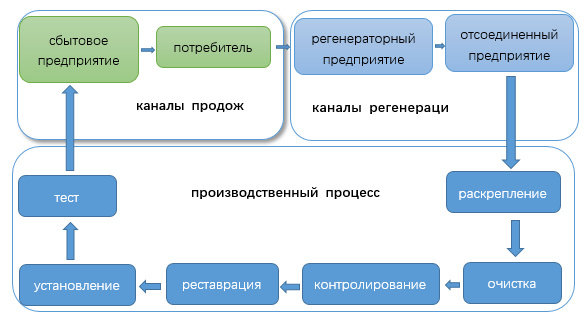 сбытовое
предприятие
потребитель
регенераторный
предприятие
отсоединенный
предприятие
каналы продож
каналы регенераци
производственный процесс
тест
раскрепление
установление
реставрация
контролирование
очистка